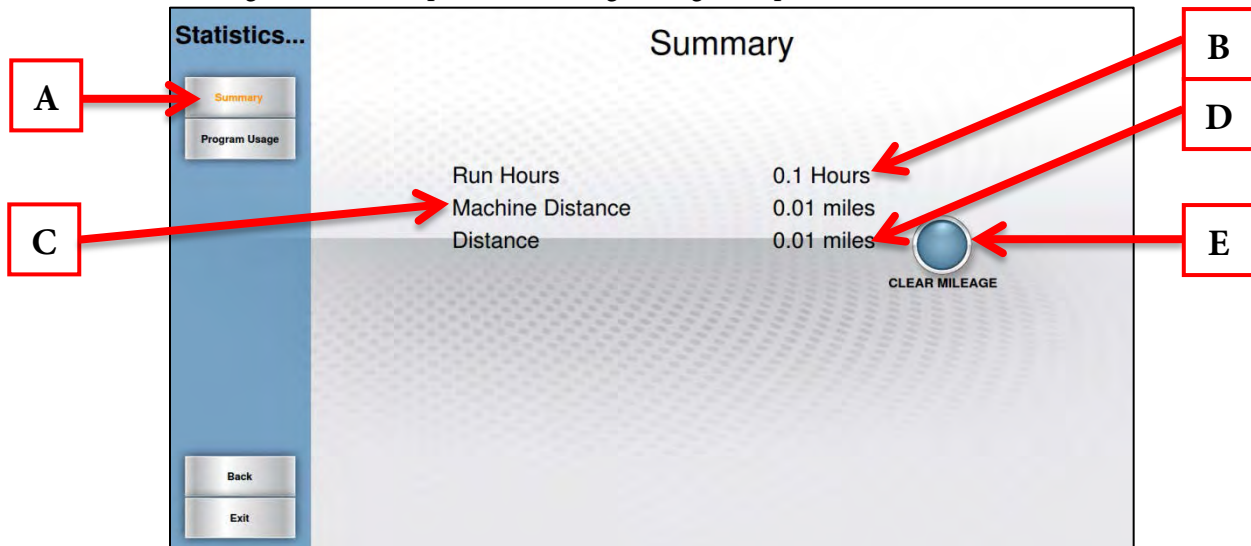 Statistics...
Summary
B
A
Summary
D
Program Usage
Run Hours 0.1 Hours
Machine Distance 0.01 miles
C
Distance 0.01 miles
E
CLEAR MILEAGE
Back
Exit